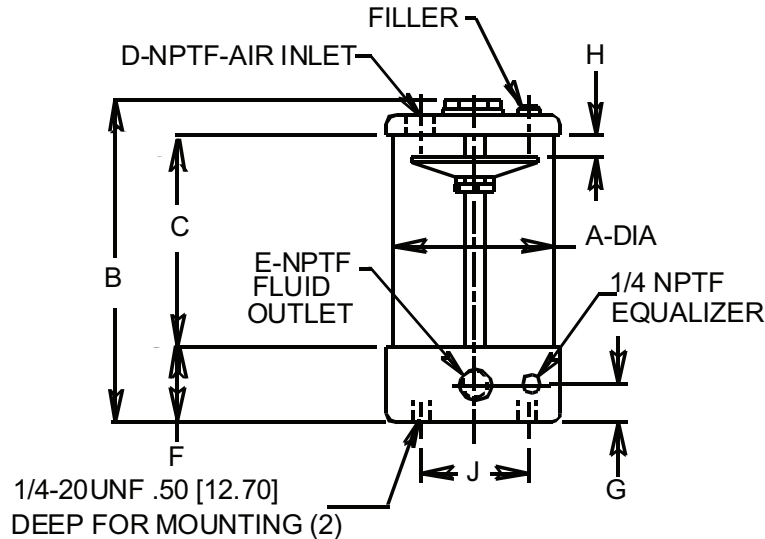 FILLER
H
D-NPTF-AIR INLET
C
A-DIA
B
E-NPTF
FLUID
OUTLET
1/4 NPTF
EQUALIZER
F
J
G
1/4-20UNF .50 [12.70]
DEEP FOR MOUNTING (2)